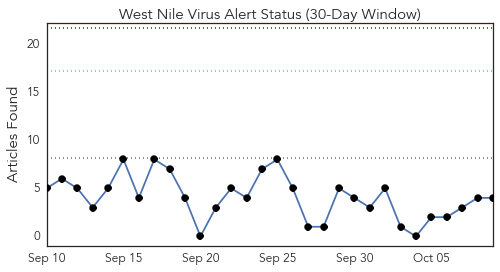 West Nile Virus Alert Status (30-Day Window)
Articles Found
20
15
10
5
0
Sep 10 Sep 15 Sep 20 Sep 25 Sep 30 Oct 05